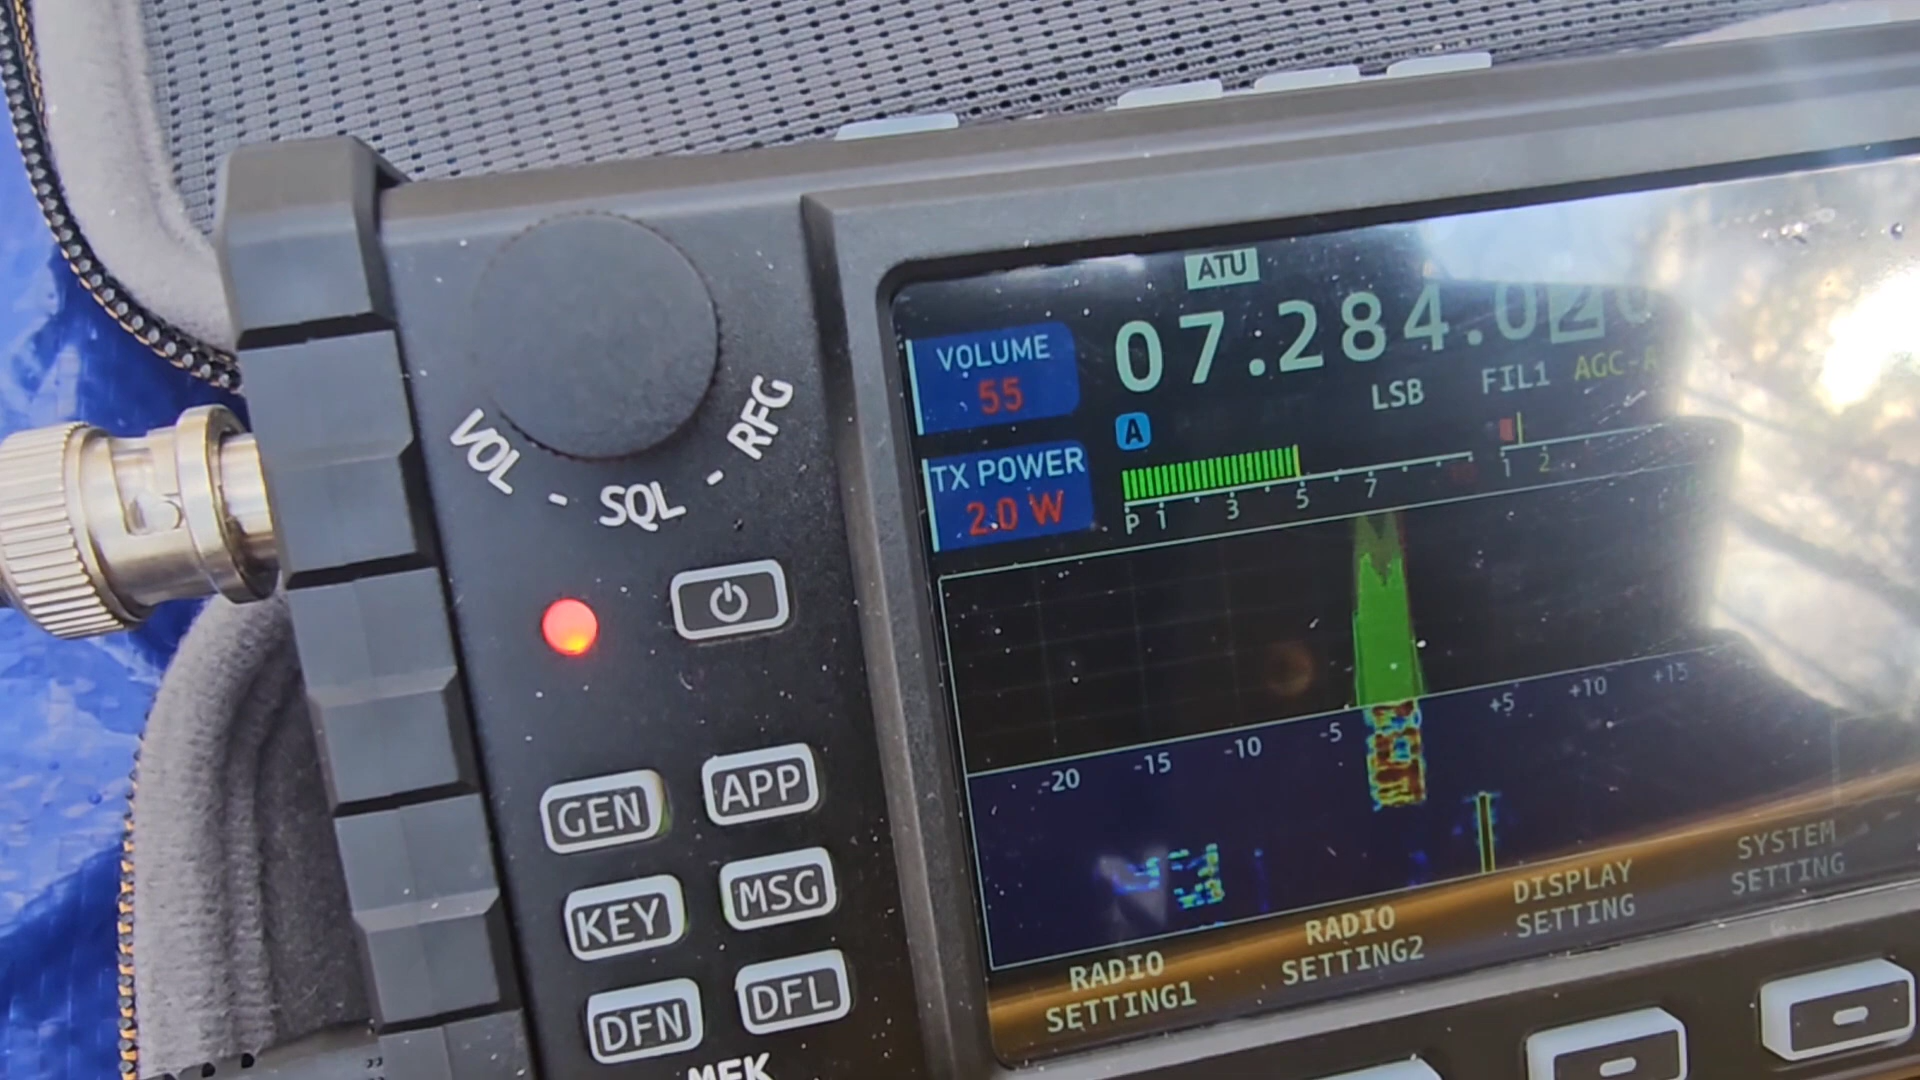 ATU
VOLUME
55
07.284.020
LSB FIL1 AGC-A
A
TX POWER
2.0 W
P 1 3 5 7
1 2
VOL - SQL - RFG
-20 -15 -10 -5 +5 +10 +15
GEN APP
KEY MSG
DFN DFL
RADIO SETTING1
RADIO SETTING2
DISPLAY SETTING
SYSTEM SETTING